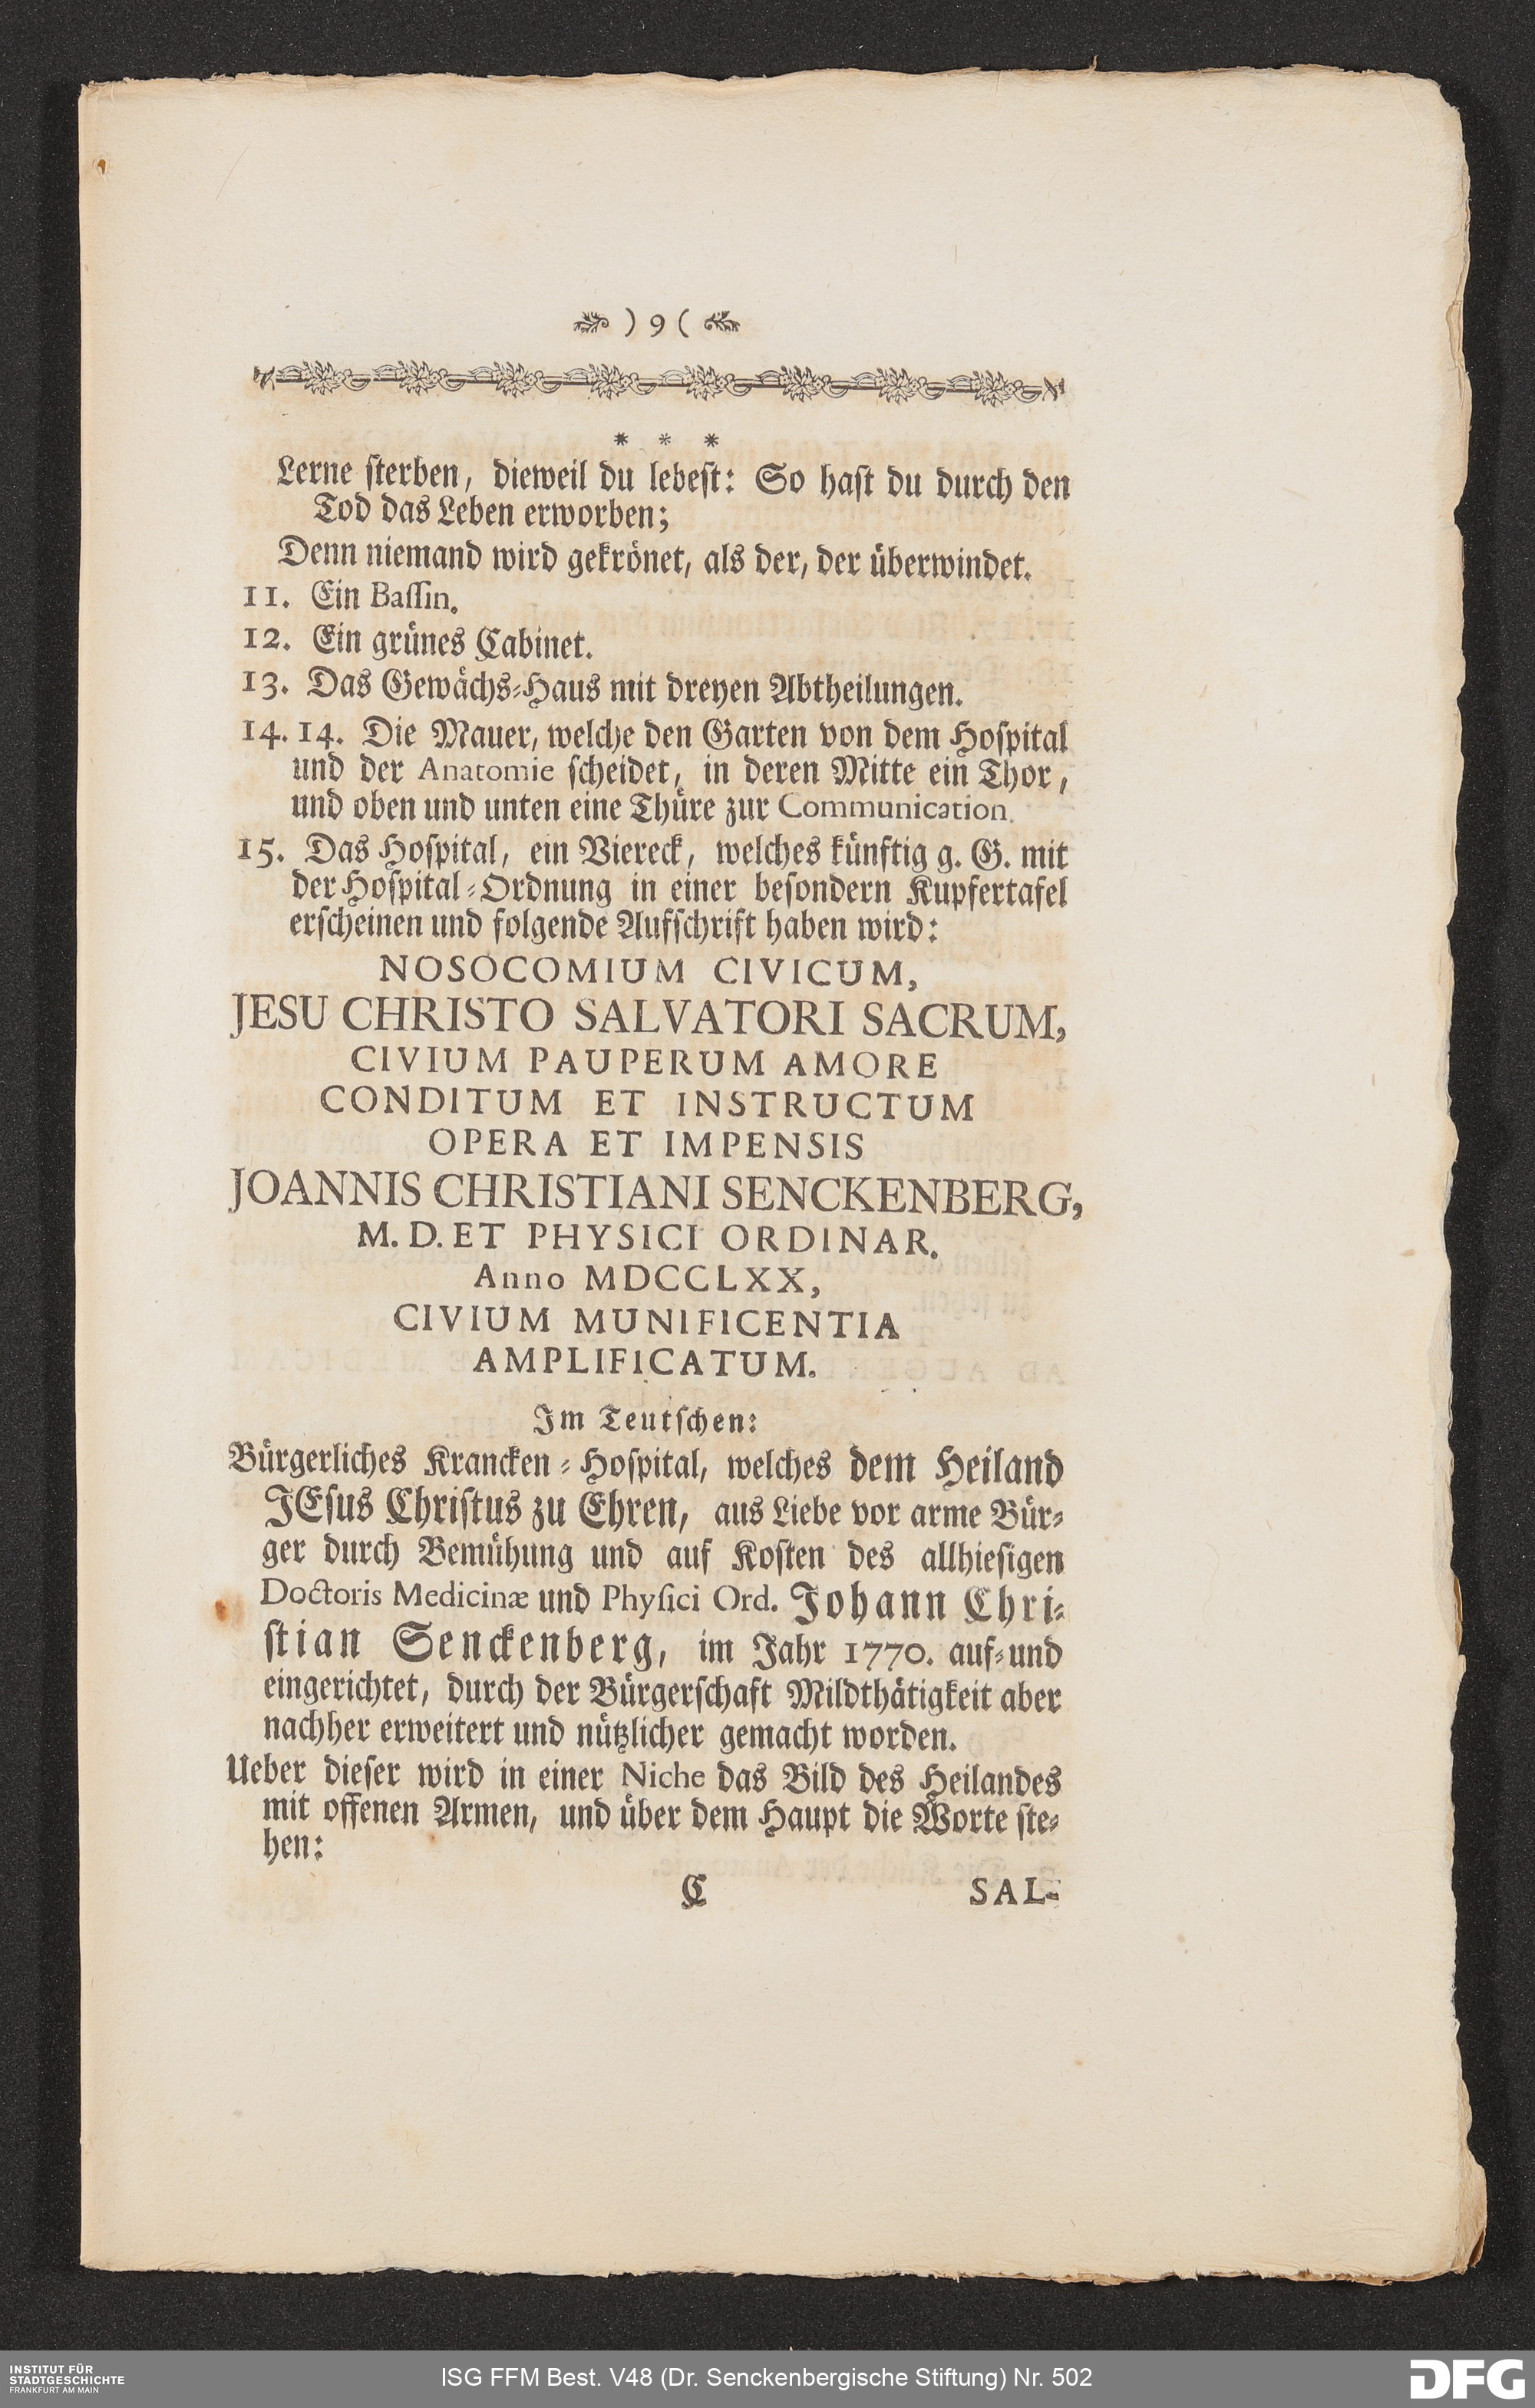 ) 9 (
* * *
Lerne sterben, dieweil du lebest: So hast du durch den
Tod das Leben erworben;
Denn niemand wird gekrönet, als der, der überwindet.
11. Ein Bassin.
12. Ein grünes Cabinet.
13. Das Gewächs-Haus mit dreyen Abtheilungen.
14. 14. Die Mauer, welche den Garten von dem Hospital
und der Anatomie scheidet, in deren Mitte ein Thor,
und oben und unten eine Thüre zur Communication.
15. Das Hospital, ein Viereck, welches künftig g. G. mit
der Hospital-Ordnung in einer besondern Kupfertafel
erscheinen und folgende Aufschrift haben wird:
NOSOCOMIUM CIVICUM,
JESU CHRISTO SALVATORI SACRUM,
CIVIUM PAUPERUM AMORE
CONDITUM ET INSTRUCTUM
OPERA ET IMPENSIS
JOANNIS CHRISTIANI SENCKENBERG,
M. D. ET PHYSICI ORDINAR.
Anno MDCCLXX,
CIVIUM MUNIFICENTIA
AMPLIFICATUM.
Im Teutschen:
Bürgerliches Krancken-Hospital, welches dem Heiland
JEsus Christus zu Ehren, aus Liebe vor arme Bür-
ger durch Bemühung und auf Kosten des allhiesigen
Doctoris Medicinæ und Physici Ord. Johann Chri-
stian Senckenberg, im Jahr 1770. auf-und
eingerichtet, durch der Bürgerschaft Mildthätigkeit aber
nachher erweitert und nützlicher gemacht worden.
Ueber dieser wird in einer Niche das Bild des Heilandes
mit offenen Armen, und über dem Haupt die Worte ste-
hen:
C SAL-
INSTITUT FÜR
STADTGESCHICHTE
FRANKFURT AM MAIN
ISG FFM Best. V48 (Dr. Senckenbergische Stiftung) Nr. 502
DFG